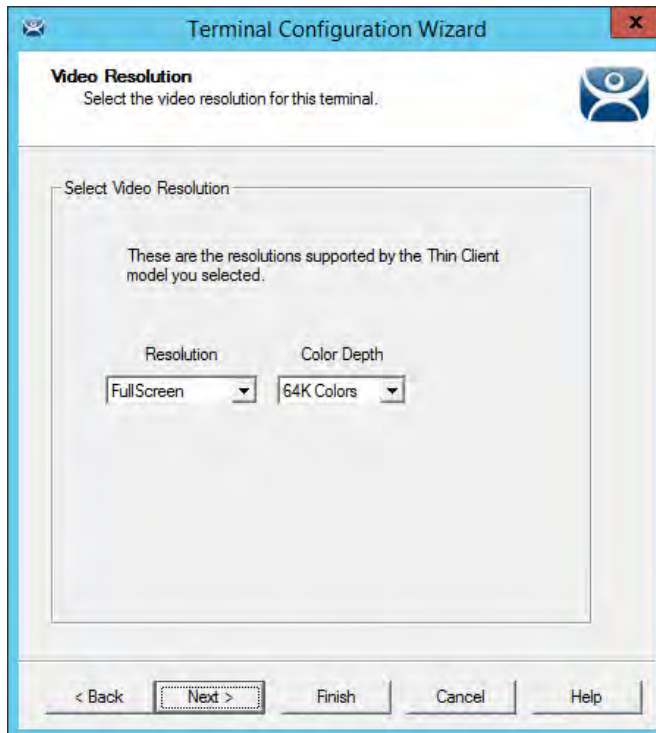 Terminal Configuration Wizard
x
Video Resolution
Select the video resolution for this terminal.
Select Video Resolution
These are the resolutions supported by the Thin Client
model you selected.
Resolution Color Depth
FullScreen 64K Colors
< Back Next > Finish Cancel Help